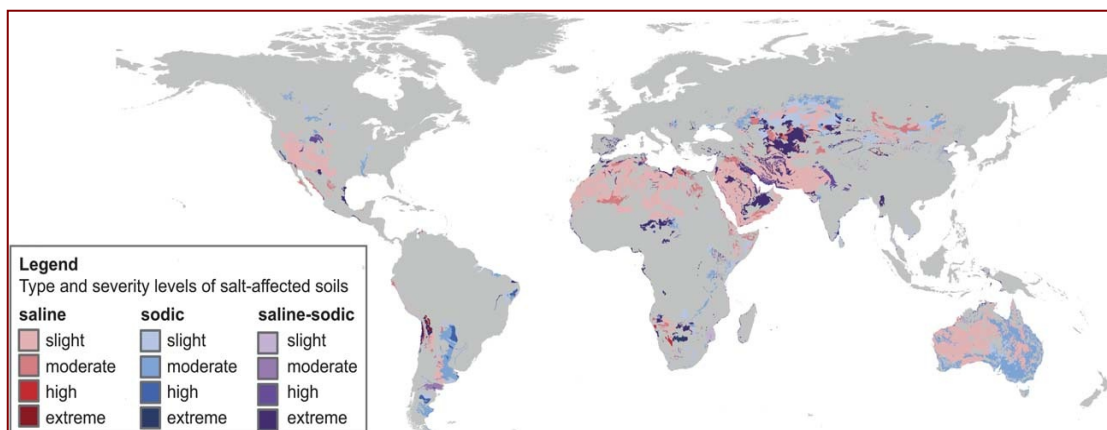 Legend
Type and severity levels of salt-affected soils
saline sodic saline-sodic
slight slight slight
moderate moderate moderate
high high high
extreme extreme extreme